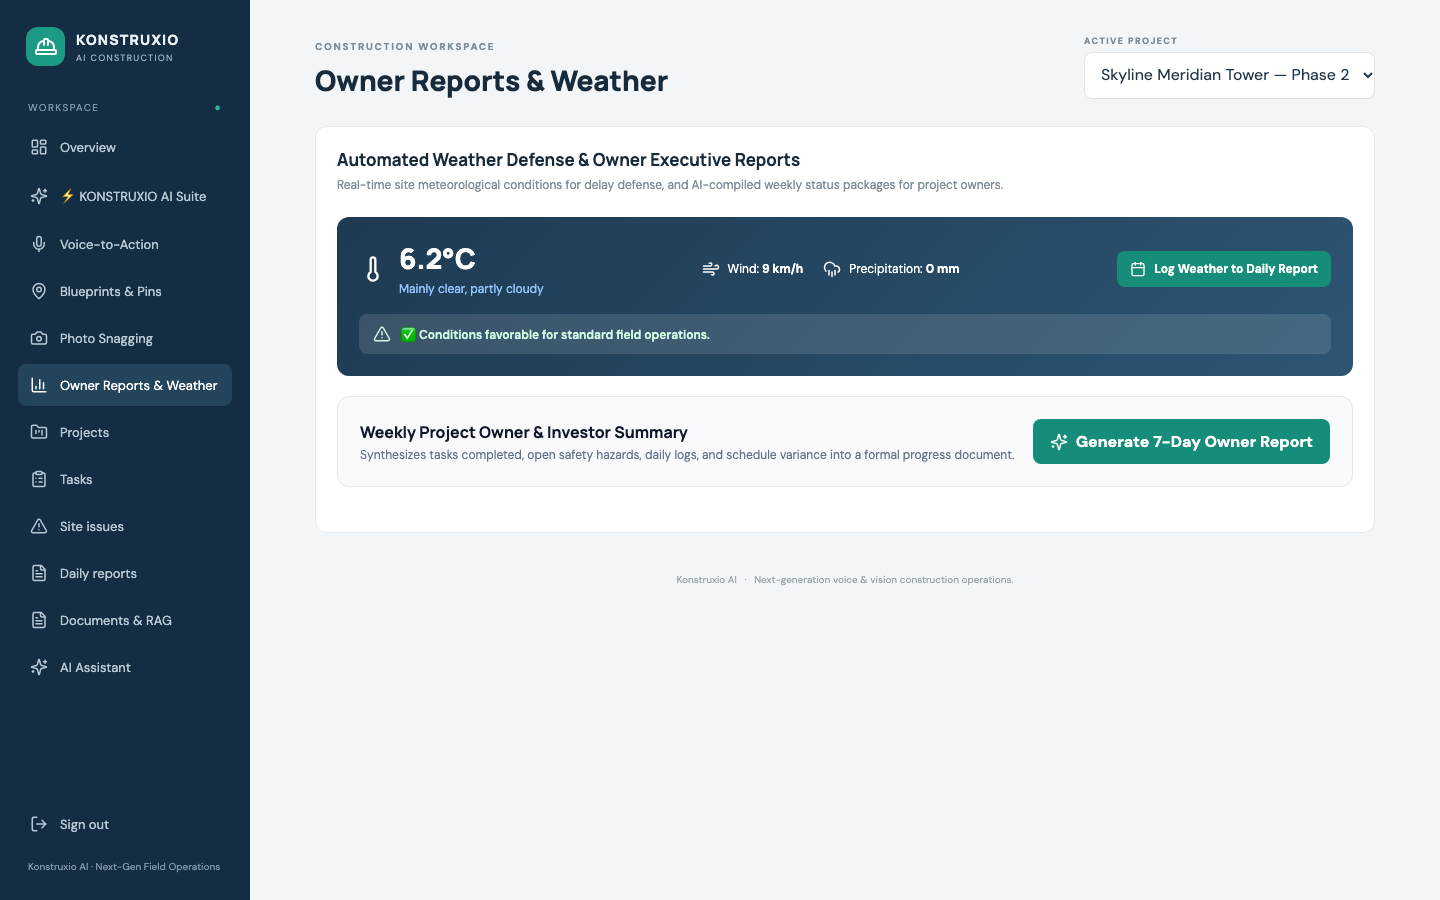 KONSTRUXIO
AI CONSTRUCTION
WORKSPACE
Overview
⚡ KONSTRUXIO AI Suite
Voice-to-Action
Blueprints & Pins
Photo Snagging
Owner Reports & Weather
Projects
Tasks
Site issues
Daily reports
Documents & RAG
AI Assistant
Sign out
Konstruxio AI · Next-Gen Field Operations
CONSTRUCTION WORKSPACE
Owner Reports & Weather
ACTIVE PROJECT
Skyline Meridian Tower — Phase 2
Automated Weather Defense & Owner Executive Reports
Real-time site meteorological conditions for delay defense, and AI-compiled weekly status packages for project owners.
6.2°C
Mainly clear, partly cloudy
Wind: 9 km/h
Precipitation: 0 mm
Log Weather to Daily Report
✅ Conditions favorable for standard field operations.
Weekly Project Owner & Investor Summary
Synthesizes tasks completed, open safety hazards, daily logs, and schedule variance into a formal progress document.
Generate 7-Day Owner Report
Konstruxio AI · Next-generation voice & vision construction operations.